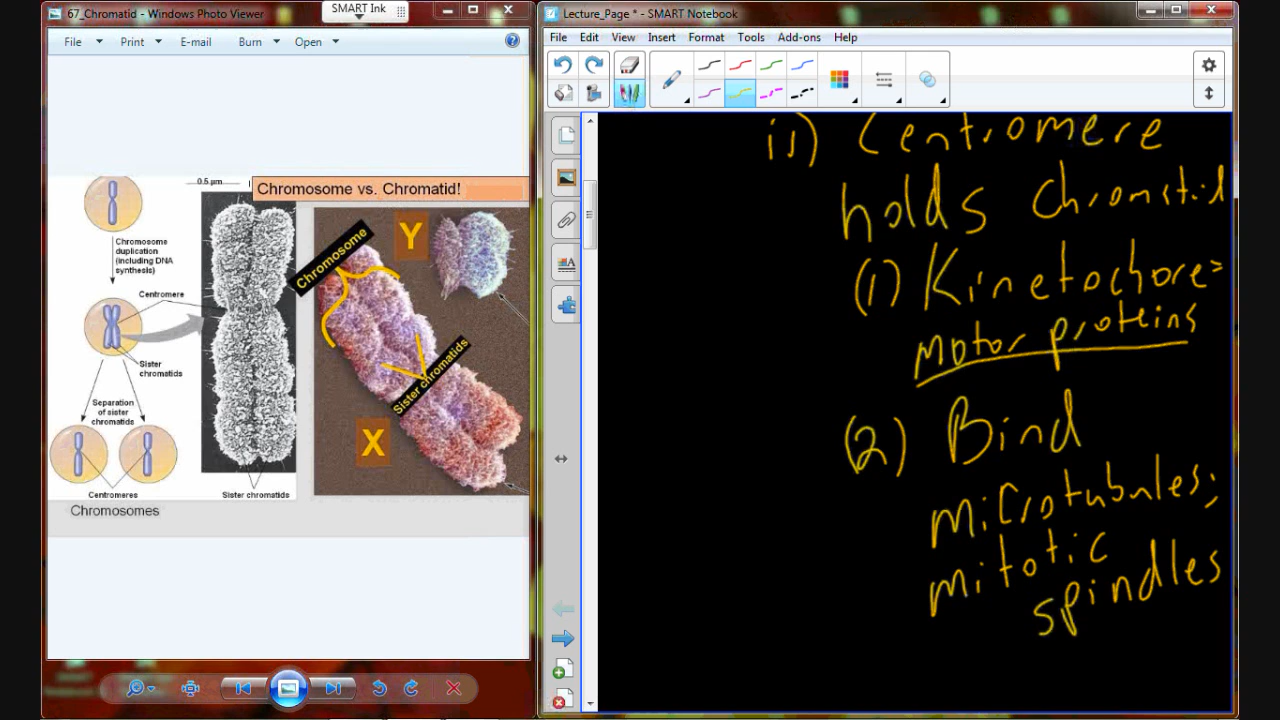 67_Chromatid - Windows Photo Viewer
SMART Ink
File Print E-mail Burn Open
0.5 µm
Chromosome vs. Chromatid!
Chromosome
duplication
(including DNA
synthesis)
Centromere
Sister
chromatids
Separation
of sister
chromatids
Centromeres
Sister chromatids
Chromosomes
Chromosome
Y
Sister chromatids
X
Lecture_Page * - SMART Notebook
File Edit View Insert Format Tools Add-ons Help
ii) Centromere
holds Chromatid
(1) Kinetochore=
Motor proteins
(2) Bind
microtubules;
mitotic
spindles